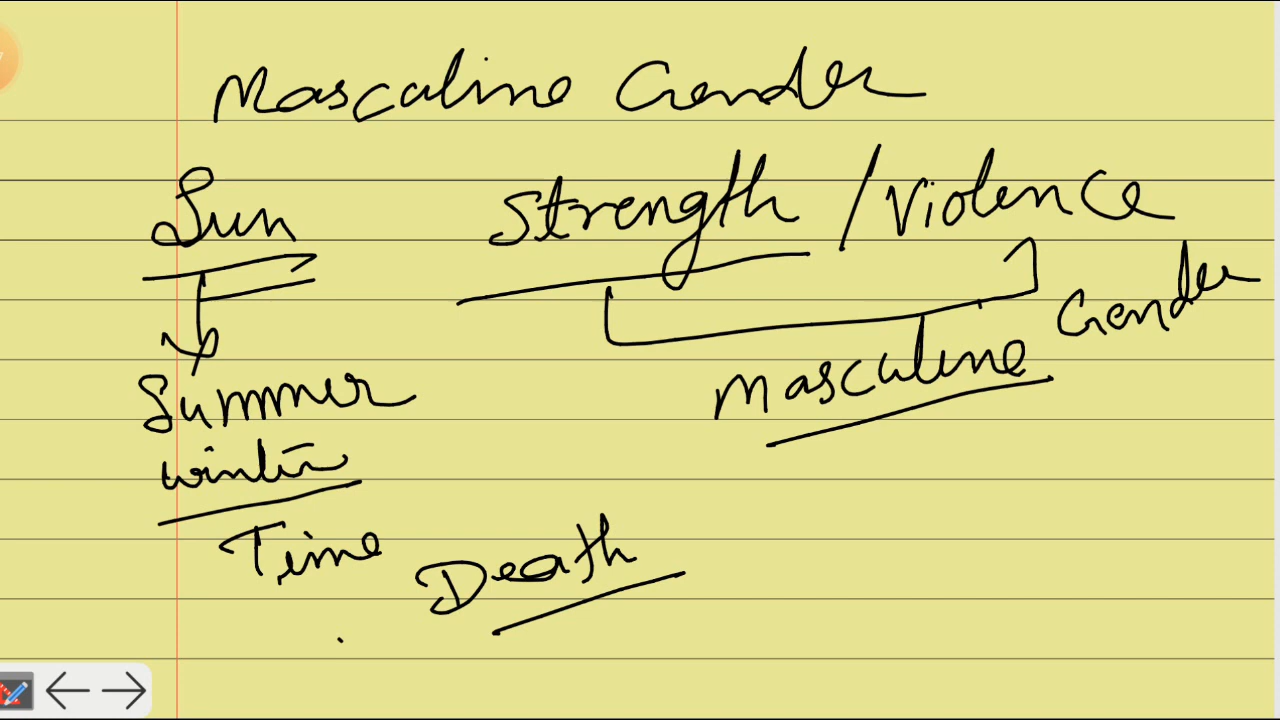 Masculine Gender
Sun
Strength / Violence
Masculine Gender
Summer
winter
Time
Death